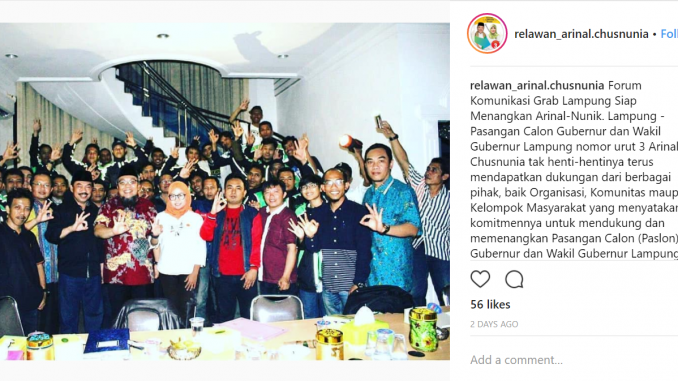 relawan_arinal.chusnunia •
relawan_arinal.chusnunia Forum
Komunikasi Grab Lampung Siap
Menangkan Arinal-Nunik. Lampung -
Pasangan Calon Gubernur dan Wakil
Gubernur Lampung nomor urut 3 Arinal
Chusnunia tak henti-hentinya terus
mendapatkan dukungan dari berbagai
pihak, baik Organisasi, Komunitas maup
Kelompok Masyarakat yang menyatakan
komitmennya untuk mendukung dan
memenangkan Pasangan Calon (Paslon)
Gubernur dan Wakil Gubernur Lampung
56 likes
2 DAYS AGO
Add a comment...